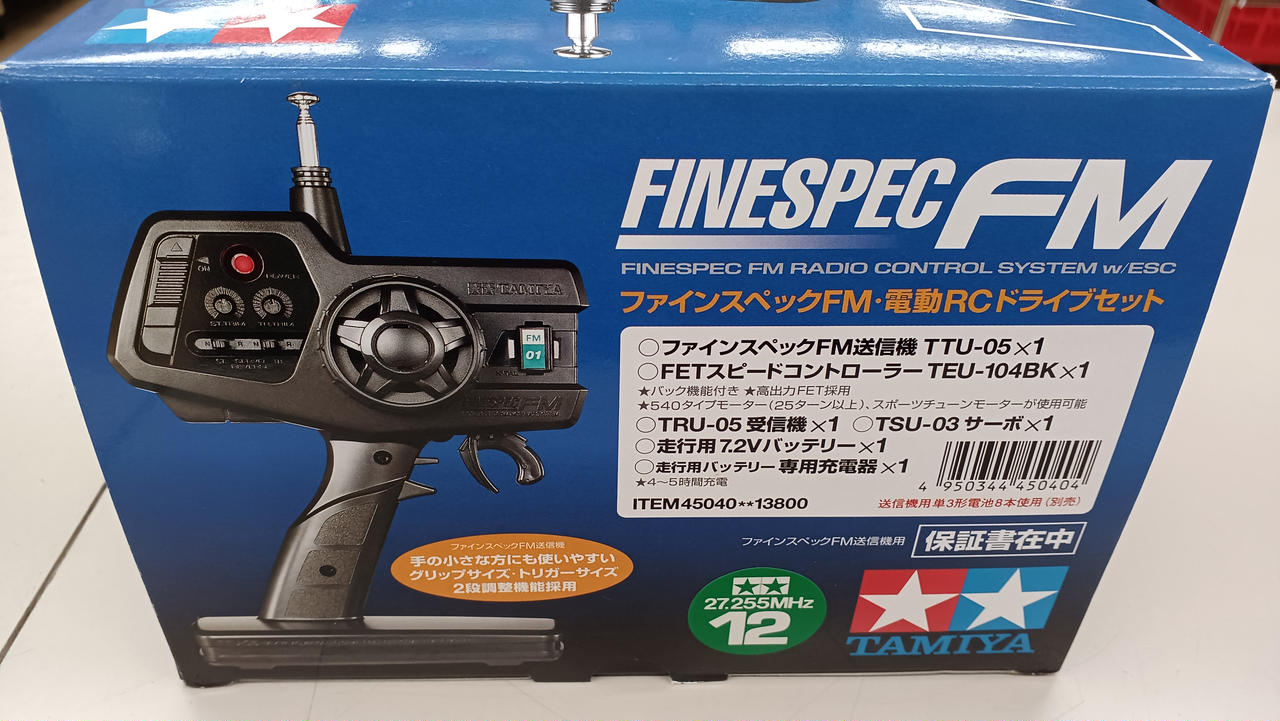 FINESPEC FM
FINESPEC FM RADIO CONTROL SYSTEM w/ESC
ファインスペックFM・電動RCドライブセット
○ファインスペックFM送信機 TTU-05×1
○FETスピードコントローラー TEU-104BK×1
★バック機能付き ★高出力FET採用
★540タイプモーター(25ターン以上)、スポーツチューンモーターが使用可能
○TRU-05 受信機×1 ○TSU-03 サーボ×1
○走行用7.2Vバッテリー×1
○走行用バッテリー 専用充電器×1
★4〜5時間充電
4 950344 450404
ITEM 45040**13800
送信機用単3形電池8本使用(別売)
ファインスペックFM送信機用
保証書在中
ファインスペックFM送信機
手の小さな方にも使いやすい
グリップサイズ・トリガーサイズ
2段調整機能採用
27.255MHz
12
TAMIYA
ON
POWER
ST.TRIM
TH.TRIM
N R N R
TAMIYA
FM
01
FINESPEC FM